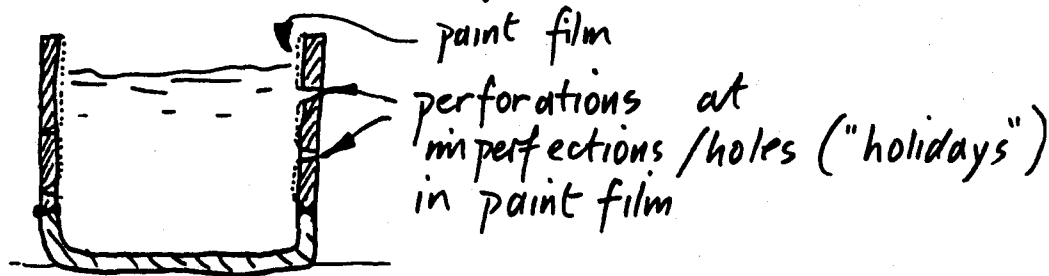 paint film
perforations at
imperfections/holes ("holidays")
in paint film